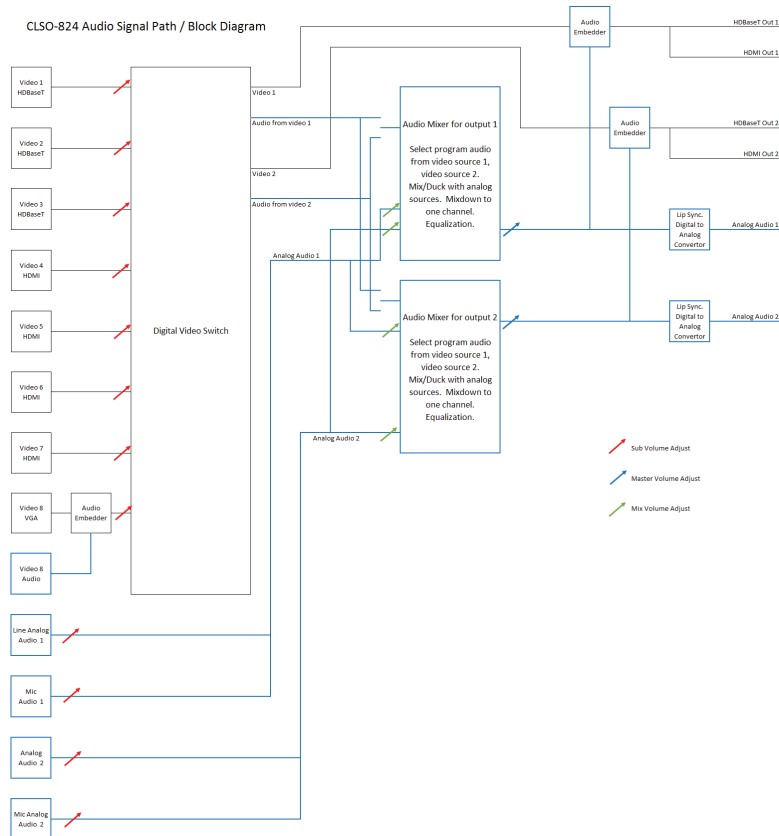 CLSO-824 Audio Signal Path / Block Diagram
Audio
Embedder
HDBaseT Out 1
HDMI Out 1
Video 1
HDBaseT
Video 1
Audio from video 1
Audio Mixer for output 1
Select program audio
from video source 1,
video source 2.
Mix/Duck with analog
sources. Mixdown to
one channel.
Equalization.
Audio
Embedder
HDBaseT Out 2
HDMI Out 2
Video 2
HDBaseT
Video 2
Audio from video 2
Video 3
HDBaseT
Lip Sync.
Digital to
Analog
Convertor
Analog Audio 1
Analog Audio 1
Video 4
HDMI
Video 5
HDMI
Digital Video Switch
Audio Mixer for output 2
Select program audio
from video source 1,
video source 2.
Mix/Duck with analog
sources. Mixdown to
one channel.
Equalization.
Lip Sync.
Digital to
Analog
Convertor
Analog Audio 2
Video 6
HDMI
Video 7
HDMI
Analog Audio 2
Sub Volume Adjust
Master Volume Adjust
Mix Volume Adjust
Video 8
VGA
Audio
Embedder
Video 8
Audio
Line Analog
Audio 1
Mic
Audio 1
Analog
Audio 2
Mic Analog
Audio 2